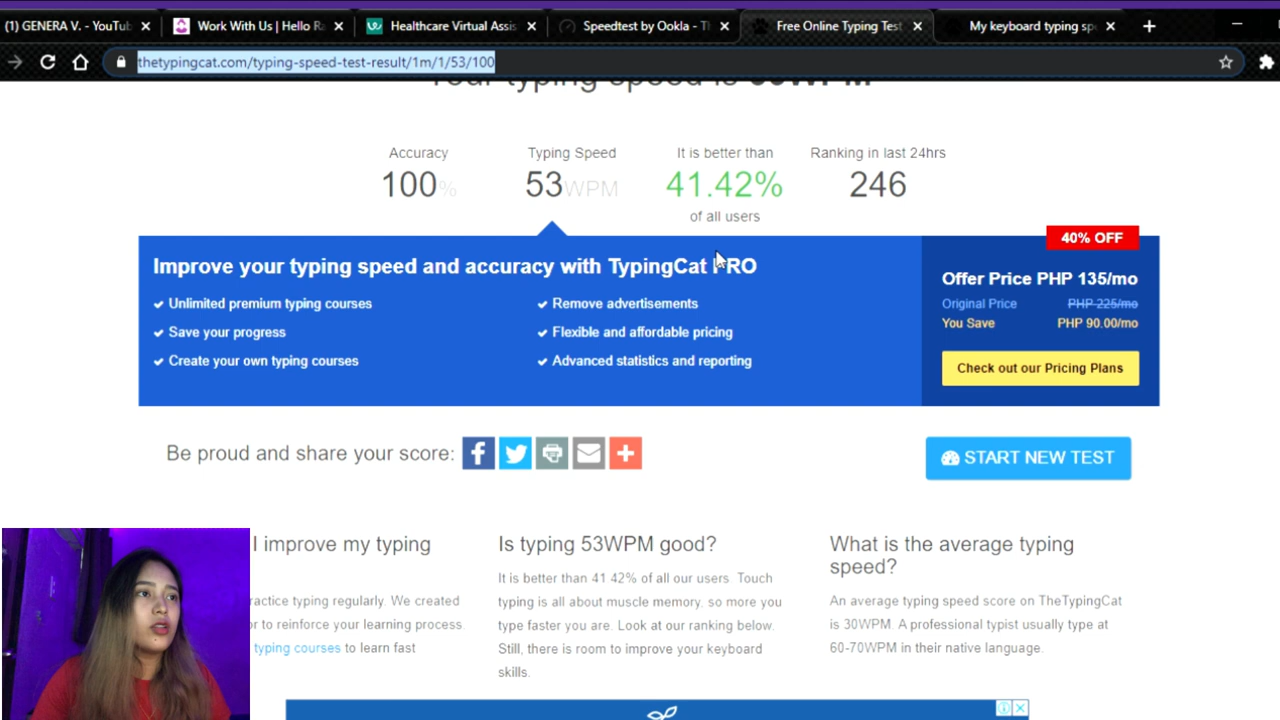 (1) GENERA V. - YouTub
Work With Us | Hello Ra
Healthcare Virtual Assis
Speedtest by Ookla - Th
Free Online Typing Test
My keyboard typing spe
thetypingcat.com/typing-speed-test-result/1m/1/53/100
Your typing speed is 53WPM
Accuracy
100%
Typing Speed
53WPM
It is better than
41.42%
of all users
Ranking in last 24hrs
246
Improve your typing speed and accuracy with TypingCat PRO
Unlimited premium typing courses
Save your progress
Create your own typing courses
Remove advertisements
Flexible and affordable pricing
Advanced statistics and reporting
40% OFF
Offer Price PHP 135/mo
Original Price PHP 225/mo
You Save PHP 90.00/mo
Check out our Pricing Plans
Be proud and share your score:
START NEW TEST
I improve my typing
ractice typing regularly. We created
or to reinforce your learning process.
typing courses to learn fast
Is typing 53WPM good?
It is better than 41.42% of all our users. Touch
typing is all about muscle memory, so more you
type faster you are. Look at our ranking below.
Still, there is room to improve your keyboard
skills.
What is the average typing
speed?
An average typing speed score on TheTypingCat
is 30WPM. A professional typist usually type at
60-70WPM in their native language.